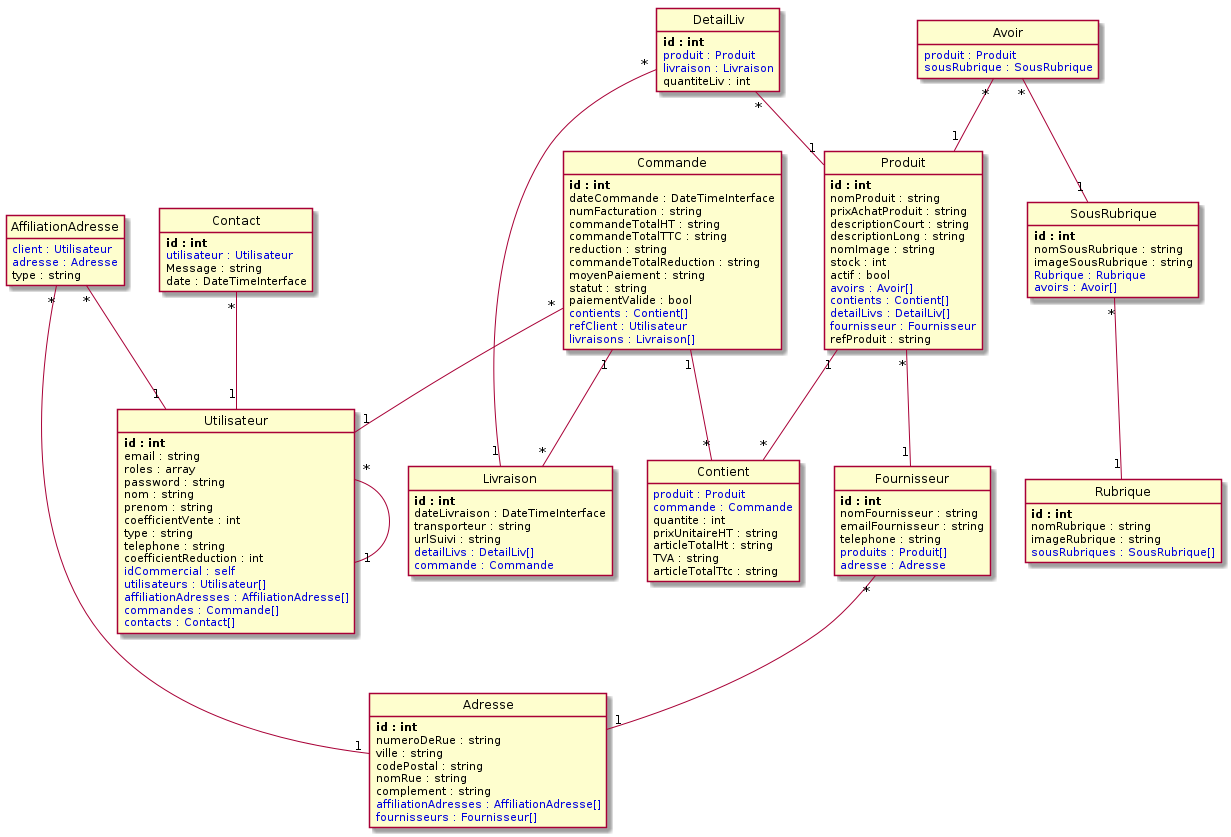 DetailLiv
id : int
produit : Produit
livraison : Livraison
quantiteLiv : int
*
*
1
1
Avoir
produit : Produit
sousRubrique : SousRubrique
*
*
1
1
Commande
id : int
dateCommande : DateTimeInterface
numFacturation : string
commandeTotalHT : string
commandeTotalTTC : string
reduction : string
commandeTotalReduction : string
moyenPaiement : string
statut : string
paiementValide : bool
contients : Contient[]
refClient : Utilisateur
livraisons : Livraison[]
*
1
1
1
*
*
Produit
id : int
nomProduit : string
prixAchatProduit : string
descriptionCourt : string
descriptionLong : string
nomImage : string
stock : int
actif : bool
avoirs : Avoir[]
contients : Contient[]
detailLivs : DetailLiv[]
fournisseur : Fournisseur
refProduit : string
1
*
*
1
SousRubrique
id : int
nomSousRubrique : string
imageSousRubrique : string
Rubrique : Rubrique
avoirs : Avoir[]
*
1
AffiliationAdresse
client : Utilisateur
adresse : Adresse
type : string
*
*
1
1
Contact
id : int
utilisateur : Utilisateur
Message : string
date : DateTimeInterface
*
1
Utilisateur
id : int
email : string
roles : array
password : string
nom : string
prenom : string
coefficientVente : int
type : string
telephone : string
coefficientReduction : int
idCommercial : self
utilisateurs : Utilisateur[]
affiliationAdresses : AffiliationAdresse[]
commandes : Commande[]
contacts : Contact[]
*
1
Livraison
id : int
dateLivraison : DateTimeInterface
transporteur : string
urlSuivi : string
detailLivs : DetailLiv[]
commande : Commande
Contient
produit : Produit
commande : Commande
quantite : int
prixUnitaireHT : string
articleTotalHt : string
TVA : string
articleTotalTtc : string
Fournisseur
id : int
nomFournisseur : string
emailFournisseur : string
telephone : string
produits : Produit[]
adresse : Adresse
*
1
Rubrique
id : int
nomRubrique : string
imageRubrique : string
sousRubriques : SousRubrique[]
Adresse
id : int
numeroDeRue : string
ville : string
codePostal : string
nomRue : string
complement : string
affiliationAdresses : AffiliationAdresse[]
fournisseurs : Fournisseur[]